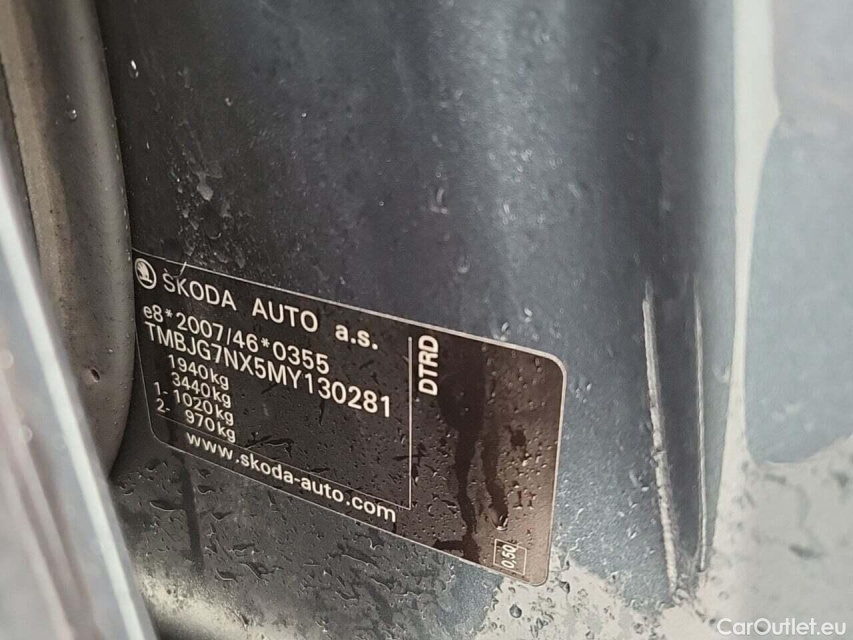 ŠKODA AUTO a.s.
e8*2007/46*0355
TMBJG7NX5MY130281
1940kg
3440kg
1- 1020kg
2- 970kg
www.skoda-auto.com
DTRD
0.50
CarOutlet.eu